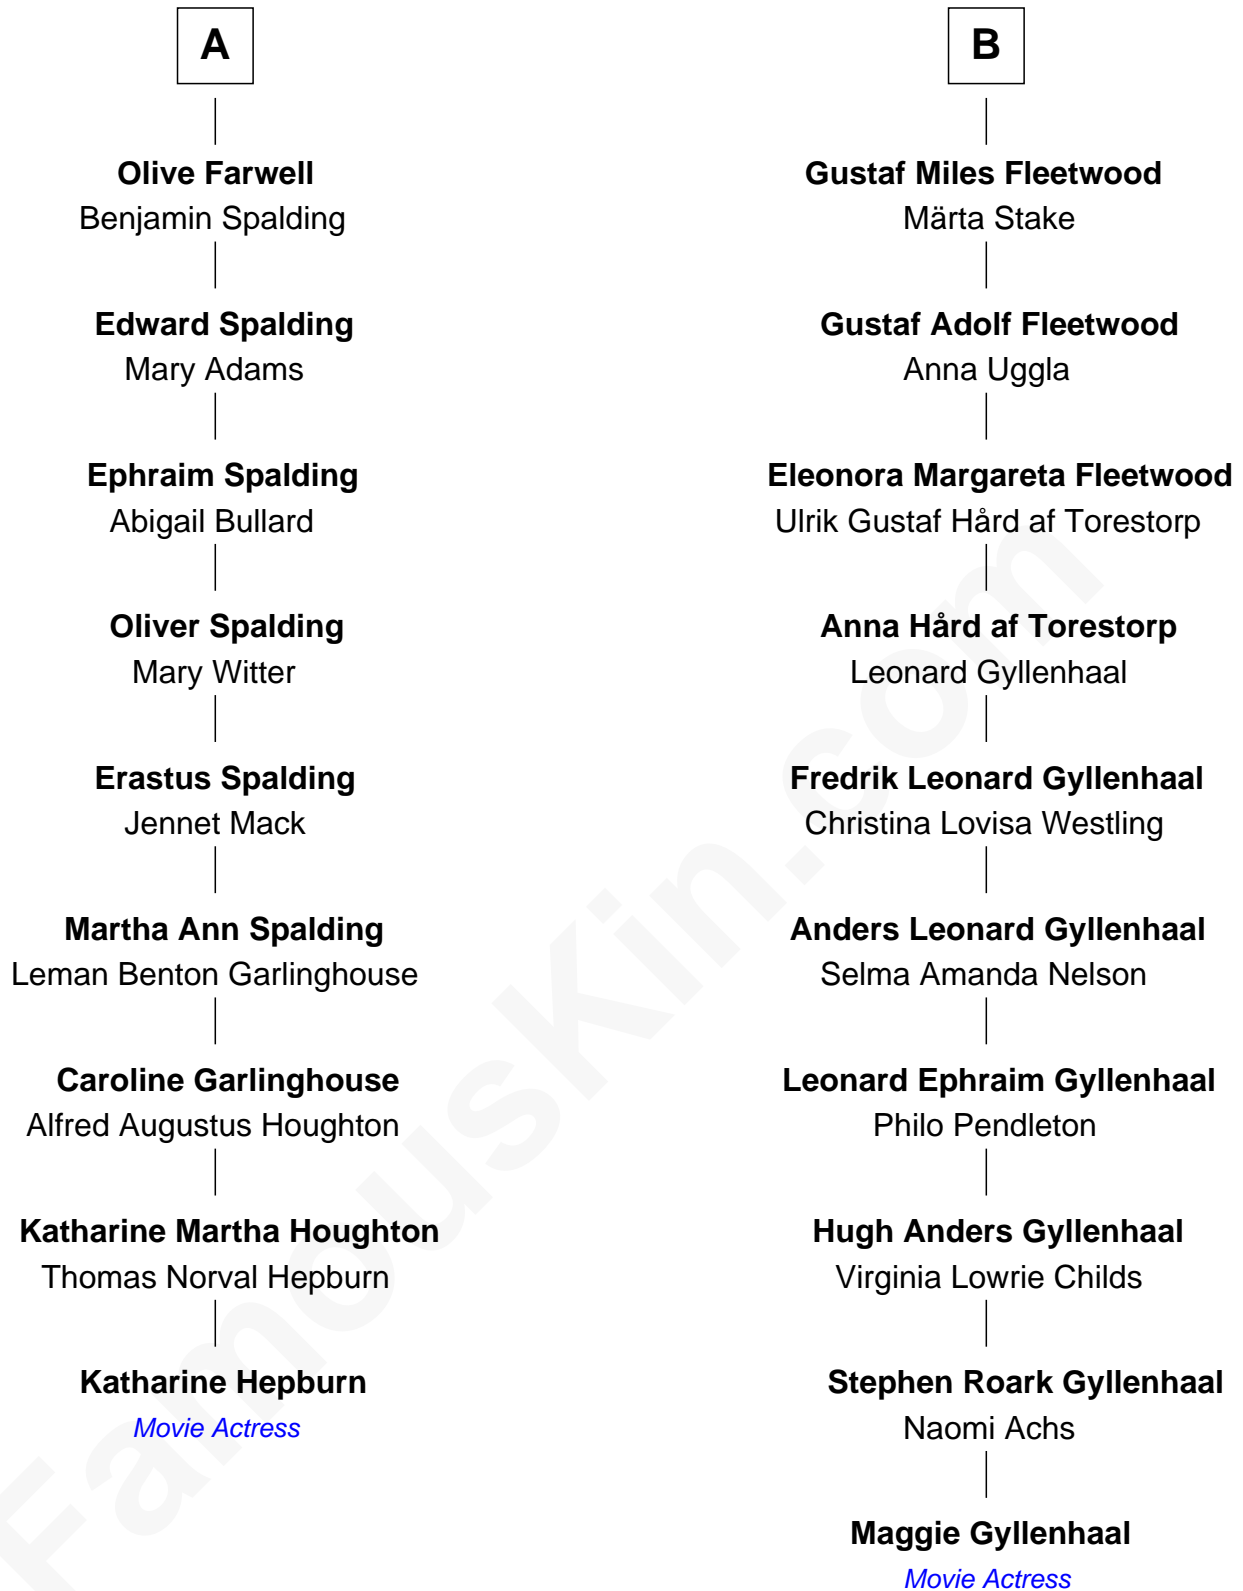 A
Olive Farwell
Benjamin Spalding
Edward Spalding
Mary Adams
Ephraim Spalding
Abigail Bullard
Oliver Spalding
Mary Witter
Erastus Spalding
Jennet Mack
Martha Ann Spalding
Leman Benton Garlinghouse
Caroline Garlinghouse
Alfred Augustus Houghton
Katharine Martha Houghton
Thomas Norval Hepburn
Katharine Hepburn
Movie Actress
B
Gustaf Miles Fleetwood
Märta Stake
Gustaf Adolf Fleetwood
Anna Uggla
Eleonora Margareta Fleetwood
Ulrik Gustaf Hård af Torestorp
Anna Hård af Torestorp
Leonard Gyllenhaal
Fredrik Leonard Gyllenhaal
Christina Lovisa Westling
Anders Leonard Gyllenhaal
Selma Amanda Nelson
Leonard Ephraim Gyllenhaal
Philo Pendleton
Hugh Anders Gyllenhaal
Virginia Lowrie Childs
Stephen Roark Gyllenhaal
Naomi Achs
Maggie Gyllenhaal
Movie Actress
FamousKin.com